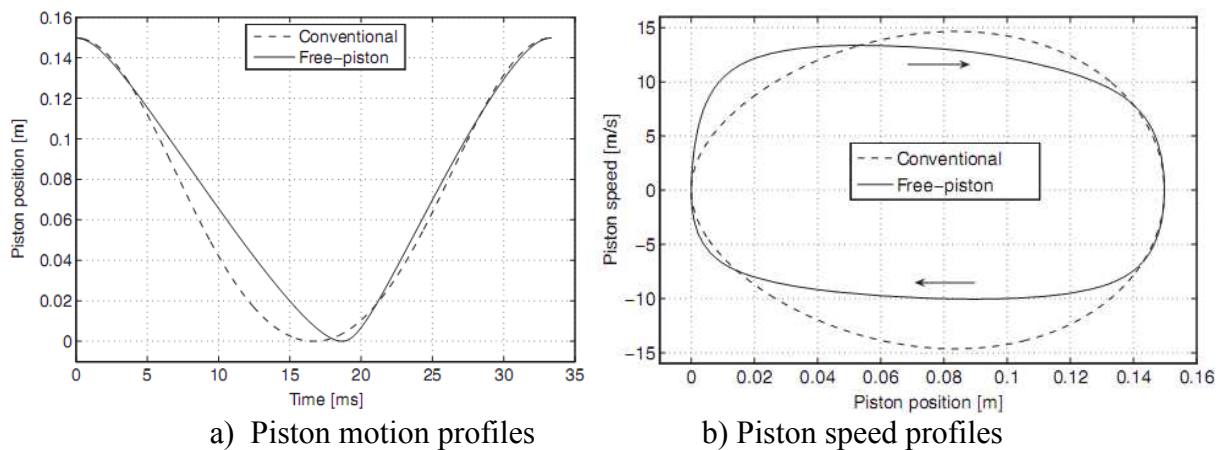 0.16
0.14
0.12
0.1
0.08
0.06
0.04
0.02
0
Piston position [m]
Conventional
Free-piston
0 5 10 15 20 25 30 35
Time [ms]
a) Piston motion profiles
15
10
5
0
-5
-10
-15
Piston speed [m/s]
Conventional
Free-piston
0 0.02 0.04 0.06 0.08 0.10 0.12 0.14 0.16
Piston position [m]
b) Piston speed profiles